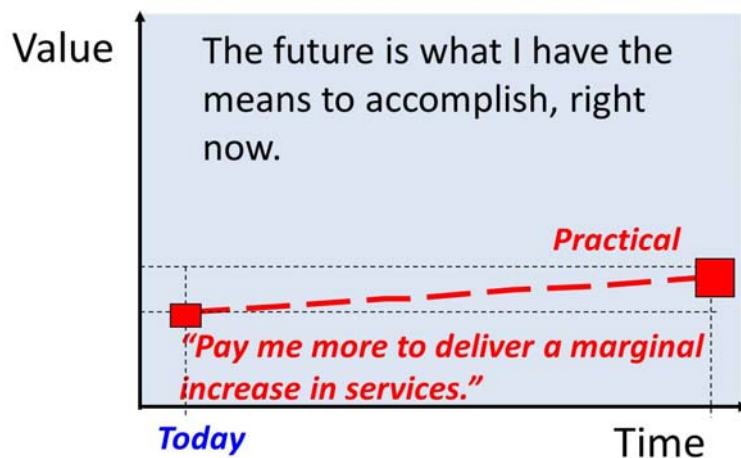 Value
The future is what I have the
means to accomplish, right
now.
Practical
“Pay me more to deliver a marginal
increase in services.”
Today
Time